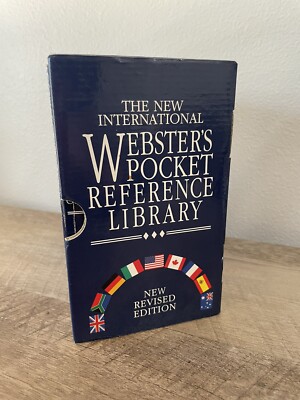 THE NEW
INTERNATIONAL
WEBSTER'S
POCKET
REFERENCE
LIBRARY
NEW
REVISED
EDITION